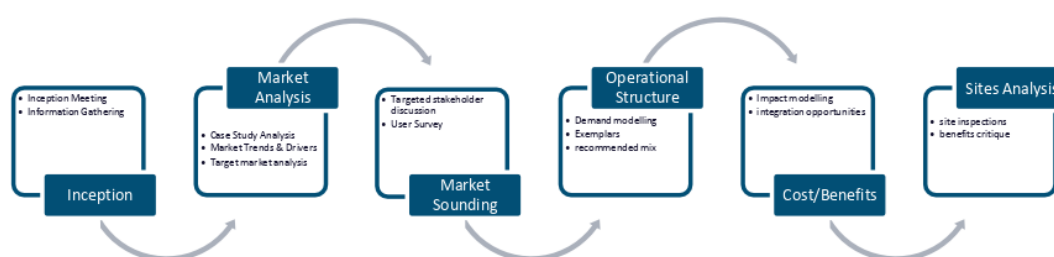 • Inception Meeting
• Information Gathering
Inception
Market
Analysis
• Case Study Analysis
• Market Trends & Drivers
• Target market analysis
• Targeted stakeholder
discussion
• User Survey
Market
Sounding
Operational
Structure
• Demand modelling
• Exemplars
• recommended mix
• Impact modelling
• integration opportunities
Cost/Benefits
Sites Analysis
• site inspections
• benefits critique